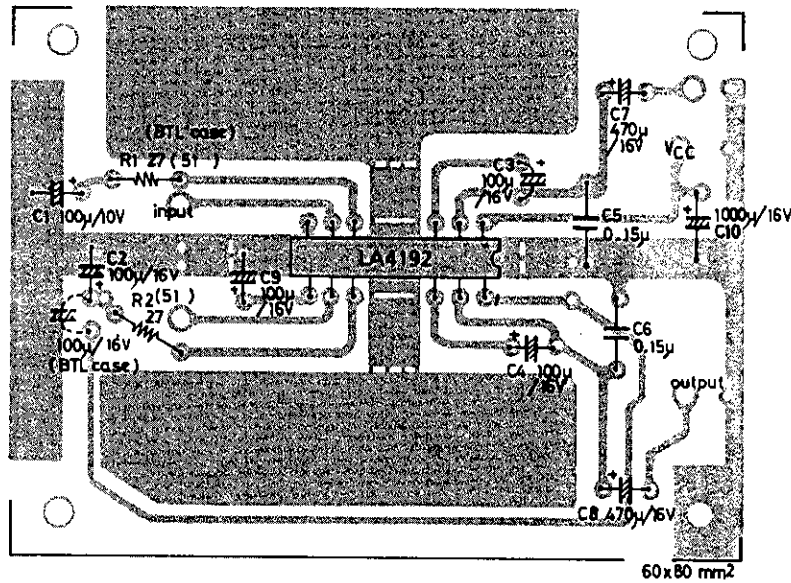 C7
470µ
/16V
(BTL case)
R1 27 (51)
C3
100µ
/16V
Vcc
C1 100µ/10V
input
C5
0.15µ
1000µ/16V
C10
LA4192
C2
100µ/16V
C9
100µ
/16V
R2 (51)
27
100µ/16V
(BTL case)
C6
0.15µ
C4 100µ
/16V
output
C8 470µ/16V
60x80 mm2